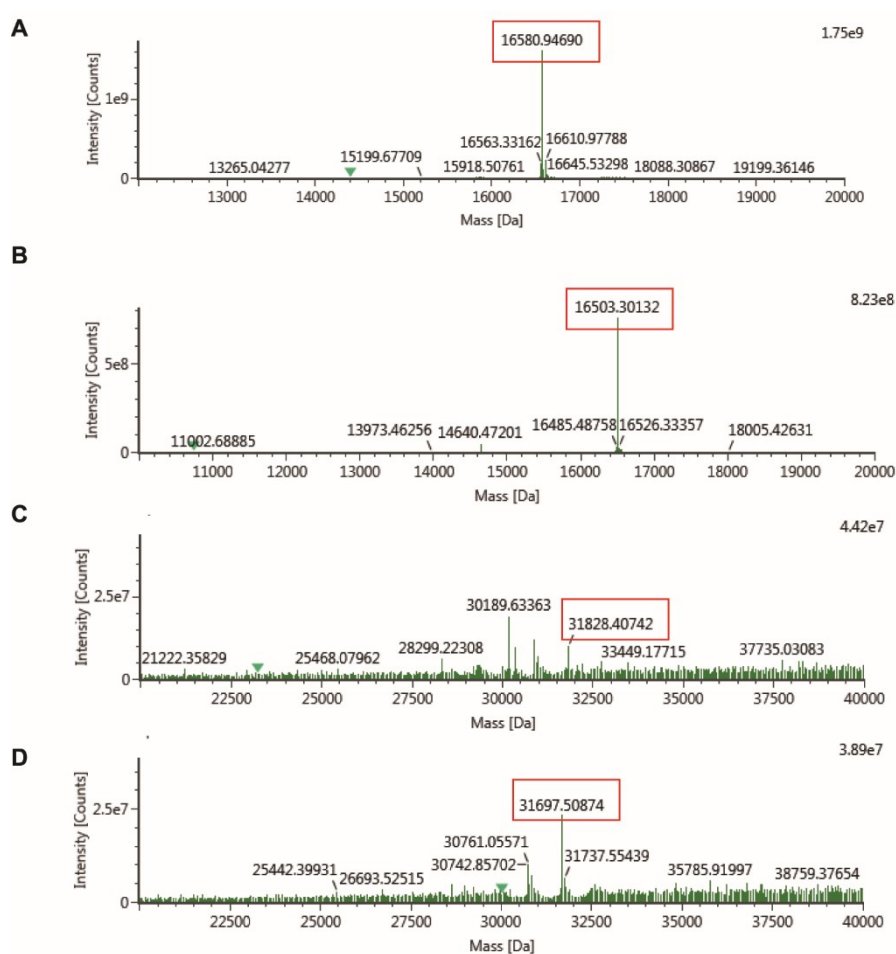 A
16580.94690
1.75e9
Intensity [Counts]
1e9
0
13265.04277
15199.67709
15918.50761
16563.33162
16610.97788
16645.53298
18088.30867
19199.36146
13000 14000 15000 16000 17000 18000 19000 20000
Mass [Da]
B
16503.30132
8.23e8
Intensity [Counts]
5e8
0
11002.68885
13973.46256
14640.47201
16485.48758
16526.33357
18005.42631
11000 12000 13000 14000 15000 16000 17000 18000 19000 20000
Mass [Da]
C
4.42e7
Intensity [Counts]
2.5e7
0
21222.35829
25468.07962
28299.22308
30189.63363
31828.40742
33449.17715
37735.03083
22500 25000 27500 30000 32500 35000 37500 40000
Mass [Da]
D
3.89e7
Intensity [Counts]
2.5e7
0
31697.50874
25442.39931
26693.52515
30761.05571
30742.85702
31737.55439
35785.91997
38759.37654
22500 25000 27500 30000 32500 35000 37500 40000
Mass [Da]